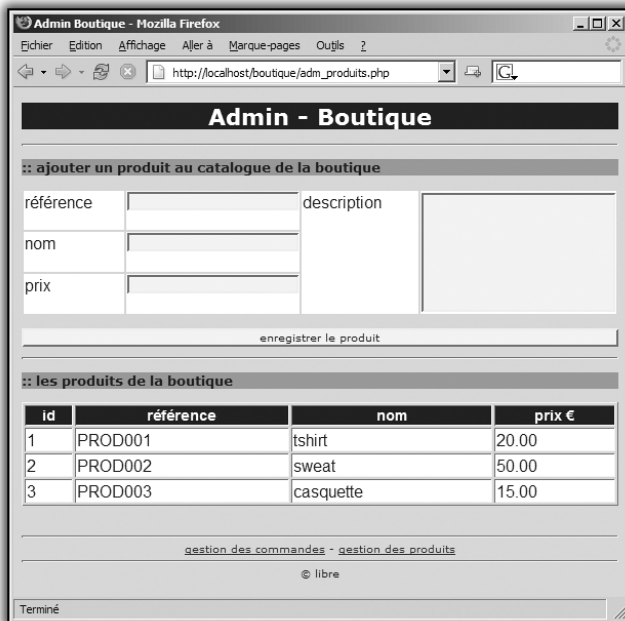 Admin Boutique - Mozilla Firefox
Fichier Edition Affichage Aller à Marque-pages Outils ?
http://localhost/boutique/adm_produits.php G
Admin - Boutique
:: ajouter un produit au catalogue de la boutique
référence description
nom
prix
enregistrer le produit
:: les produits de la boutique
id référence nom prix €
1 PROD001 tshirt 20.00
2 PROD002 sweat 50.00
3 PROD003 casquette 15.00
gestion des commandes - gestion des produits
© libre
Terminé